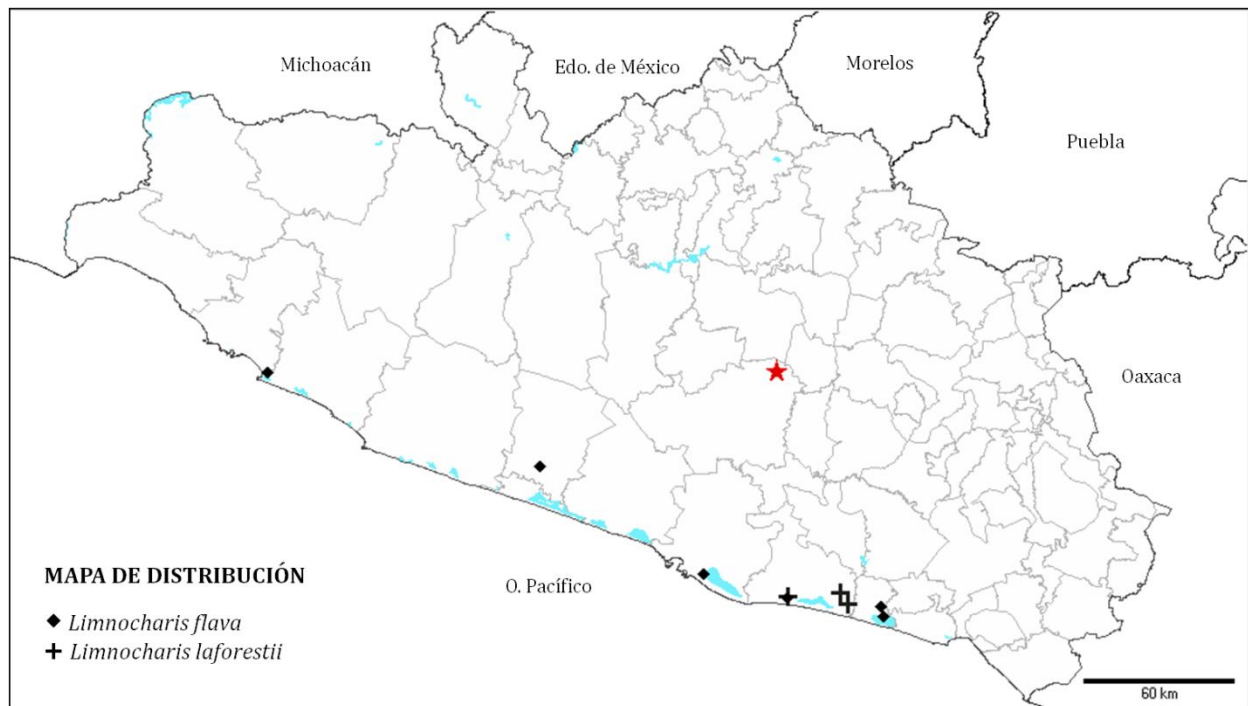 Michoacán
Edo. de México
Morelos
Puebla
Oaxaca
O. Pacífico
MAPA DE DISTRIBUCIÓN
Limnocharis flava
Limnocharis laforestii
60 km